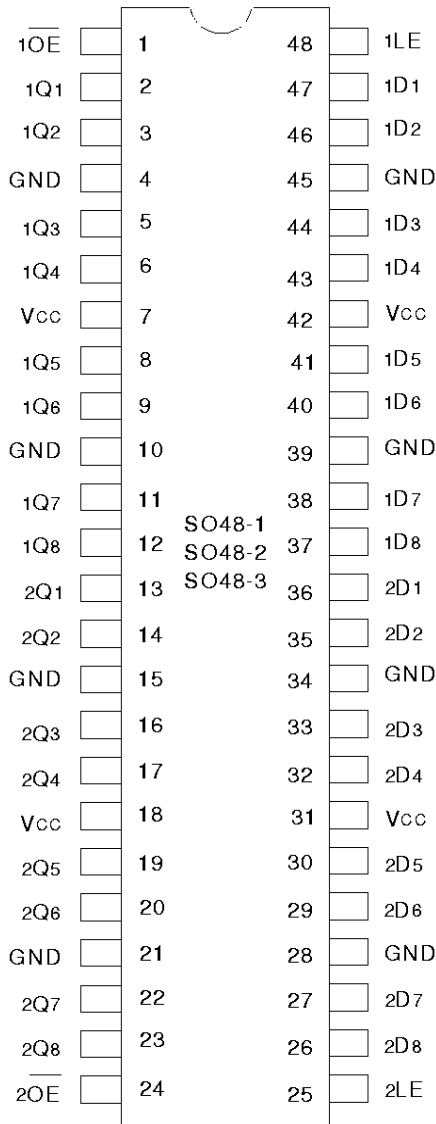 1O̅E̅ 1 48 1LE
1Q1 2 47 1D1
1Q2 3 46 1D2
GND 4 45 GND
1Q3 5 44 1D3
1Q4 6 43 1D4
Vcc 7 42 Vcc
1Q5 8 41 1D5
1Q6 9 40 1D6
GND 10 39 GND
1Q7 11 38 1D7
SO48-1
1Q8 12 SO48-2 37 1D8
2Q1 13 SO48-3 36 2D1
2Q2 14 35 2D2
GND 15 34 GND
2Q3 16 33 2D3
2Q4 17 32 2D4
Vcc 18 31 Vcc
2Q5 19 30 2D5
2Q6 20 29 2D6
GND 21 28 GND
2Q7 22 27 2D7
2Q8 23 26 2D8
2O̅E̅ 24 25 2LE